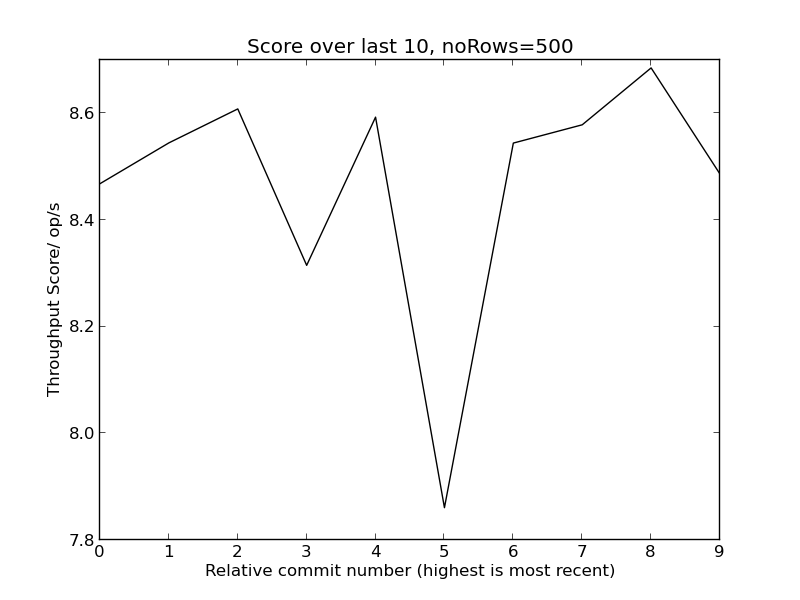 Score over last 10, noRows=500
Throughput Score/ op/s
8.6
8.4
8.2
8.0
7.8
0 1 2 3 4 5 6 7 8 9
Relative commit number (highest is most recent)